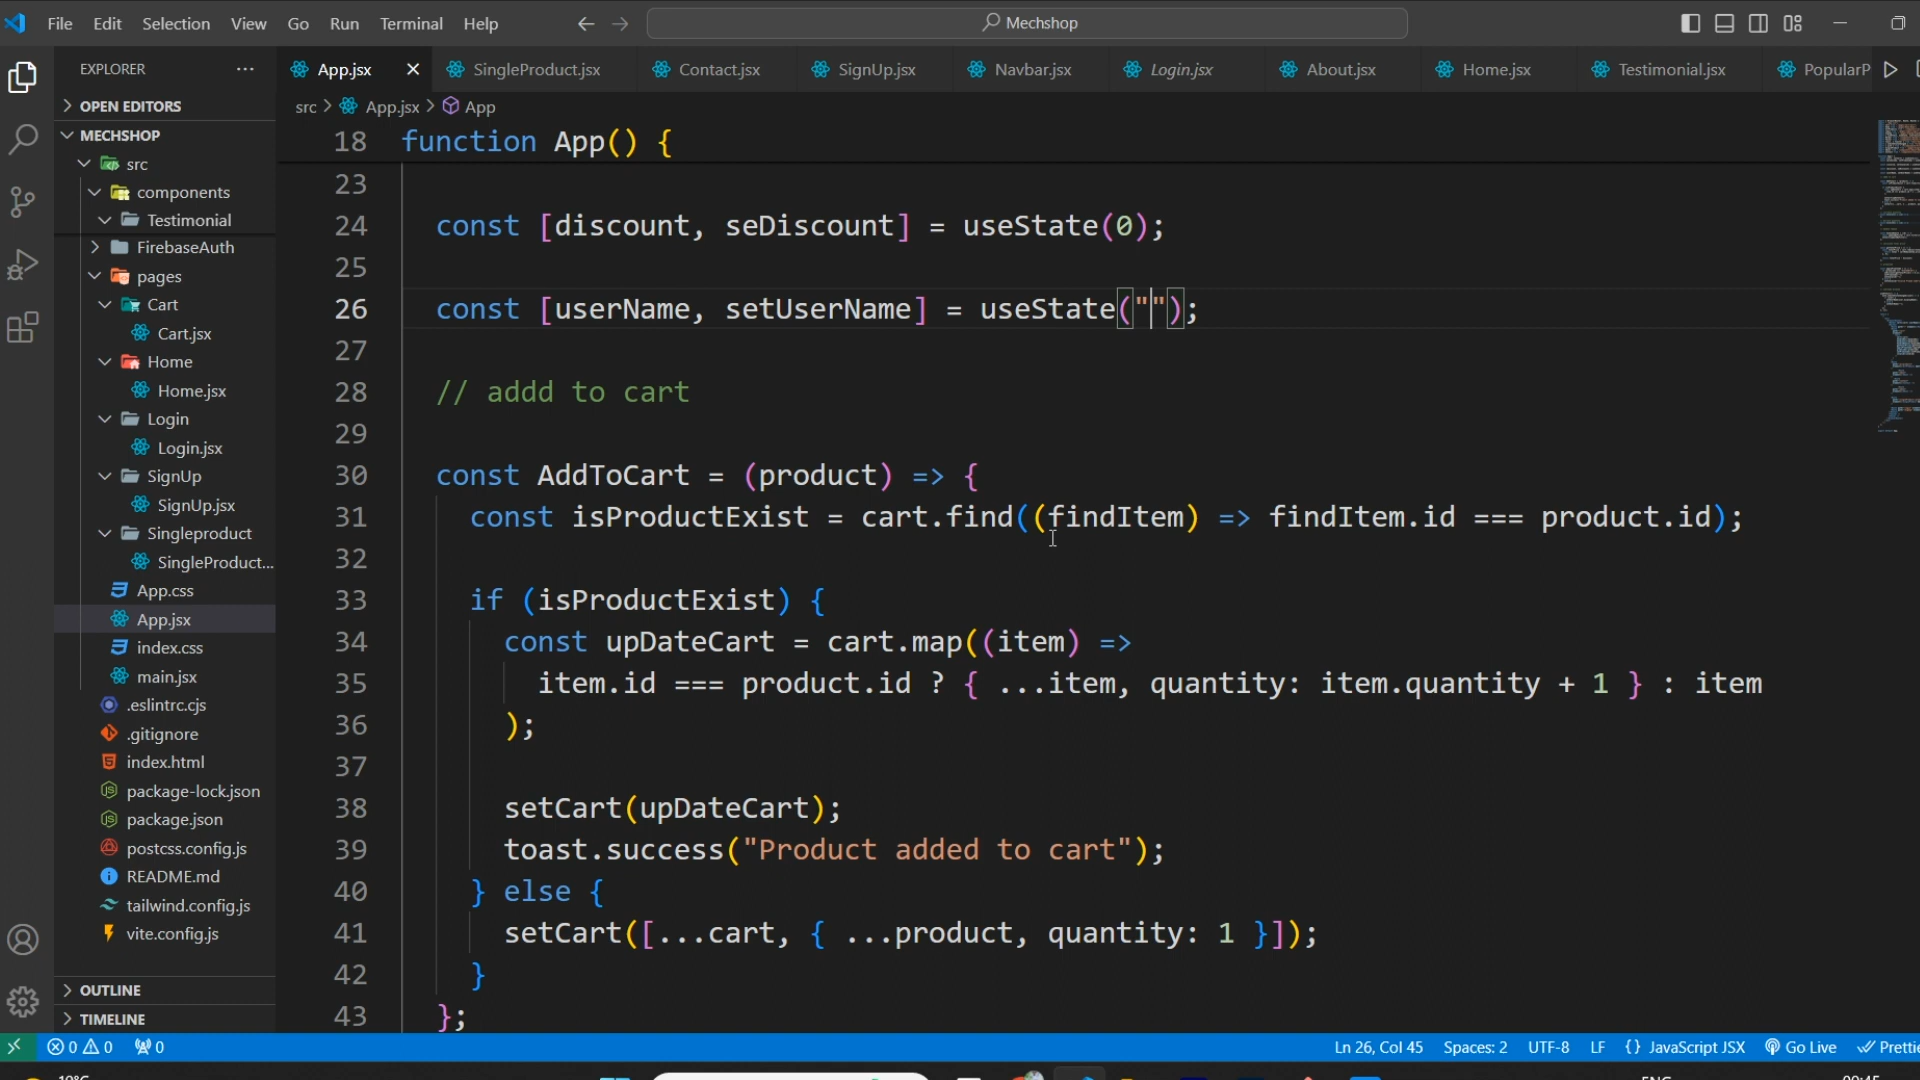 File Edit Selection View Go Run Terminal Help
Mechshop
EXPLORER
OPEN EDITORS
MECHSHOP
src
components
Testimonial
FirebaseAuth
pages
Cart
Cart.jsx
Home
Home.jsx
Login
Login.jsx
SignUp
SignUp.jsx
Singleproduct
SingleProduct...
App.css
App.jsx
index.css
main.jsx
.eslintrc.cjs
.gitignore
index.html
package-lock.json
package.json
postcss.config.js
README.md
tailwind.config.js
vite.config.js
OUTLINE
TIMELINE
App.jsx SingleProduct.jsx Contact.jsx SignUp.jsx Navbar.jsx Login.jsx About.jsx Home.jsx Testimonial.jsx PopularP
src > App.jsx > App
18 function App() {
23
24 const [discount, seDiscount] = useState(0);
25
26 const [userName, setUserName] = useState("");
27
28 // addd to cart
29
30 const AddToCart = (product) => {
31 const isProductExist = cart.find((findItem) => findItem.id === product.id);
32
33 if (isProductExist) {
34 const upDateCart = cart.map((item) =>
35 item.id === product.id ? { ...item, quantity: item.quantity + 1 } : item
36 );
37
38 setCart(upDateCart);
39 toast.success("Product added to cart");
40 } else {
41 setCart([...cart, { ...product, quantity: 1 }]);
42 }
43 };
0 0 0 Ln 26, Col 45 Spaces: 2 UTF-8 LF {} JavaScript JSX Go Live Prettie